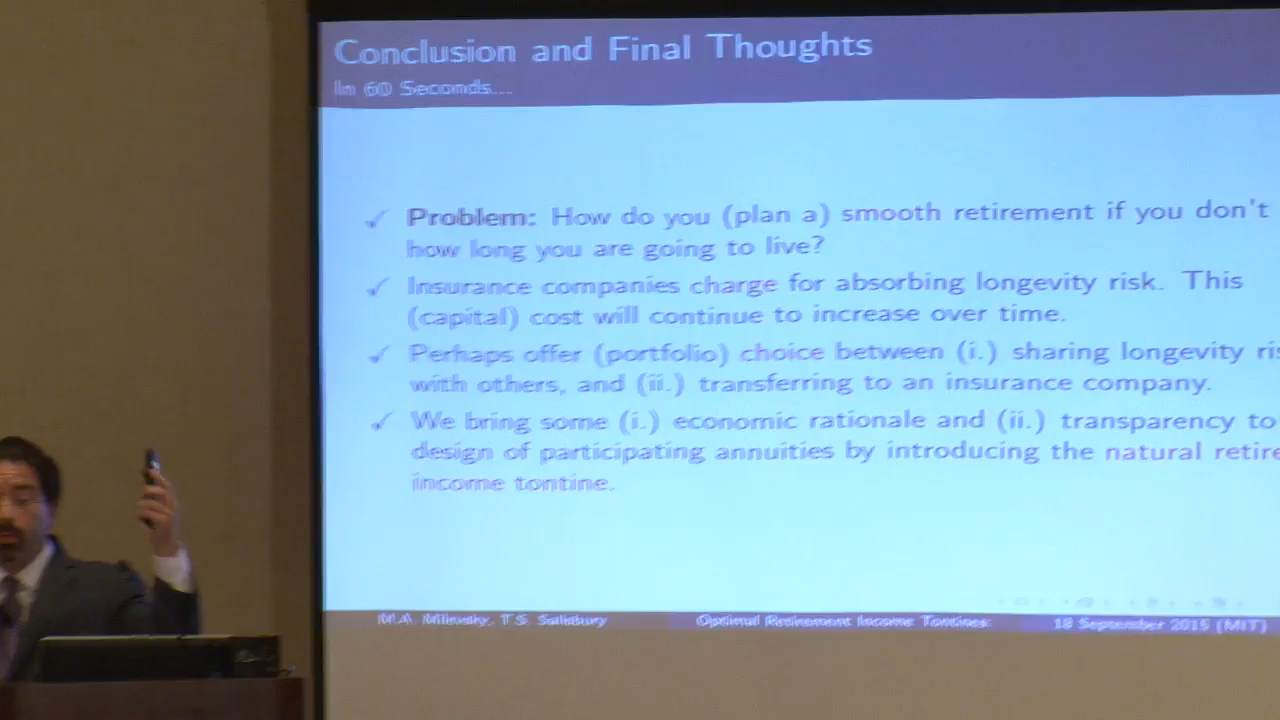 Conclusion and Final Thoughts
In 60 Seconds...
✓ Problem: How do you (plan a) smooth retirement if you don't
how long you are going to live?
✓ Insurance companies charge for absorbing longevity risk. This
(capital) cost will continue to increase over time.
✓ Perhaps offer (portfolio) choice between (i.) sharing longevity ris
with others, and (ii.) transferring to an insurance company.
✓ We bring some (i.) economic rationale and (ii.) transparency to
design of participating annuities by introducing the natural retire
income tontine.
M.A. Milevsky, T.S. Salisbury Optimal Retirement Income Tontines 18 September 2015 (MIT)